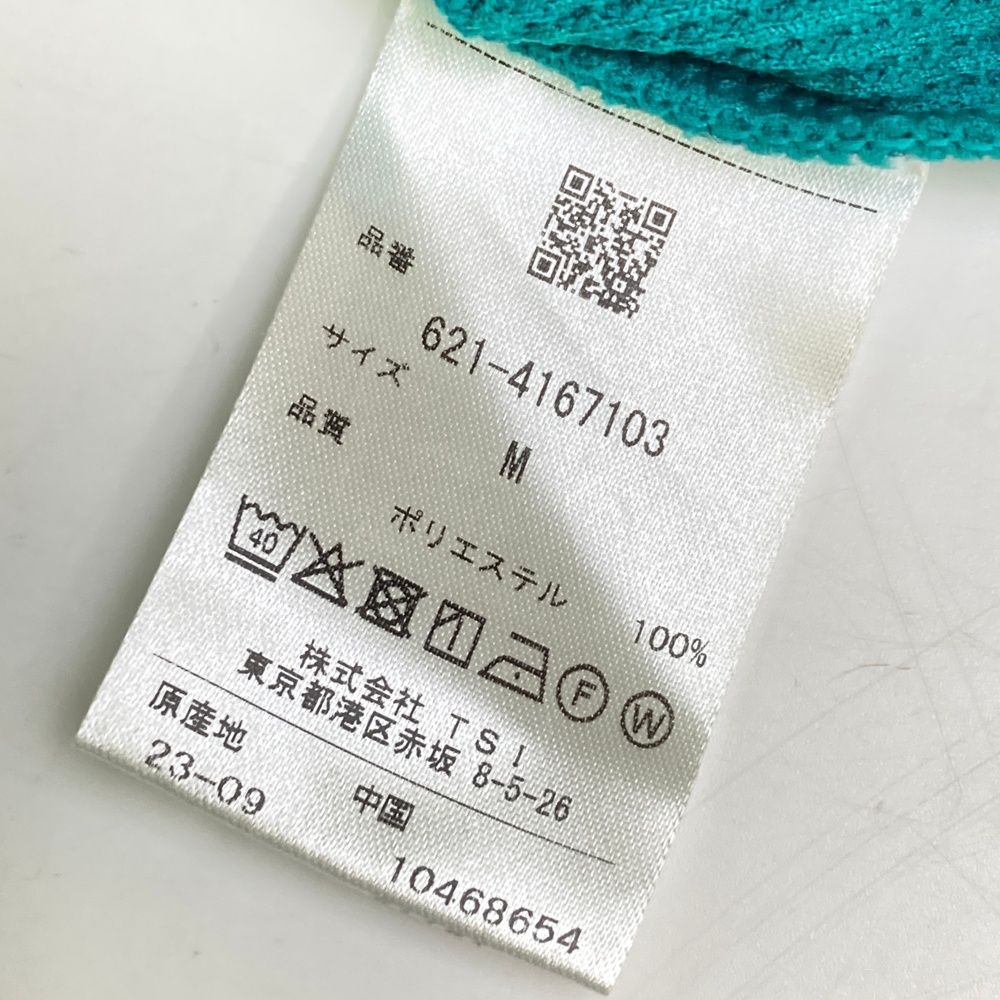 品番
621-4167103
サイズ
M
品質
ポリエステル
100%
40
F
W
株式会社 TSI
東京都港区赤坂 8-5-26
原産地
中国
23-09
10468654